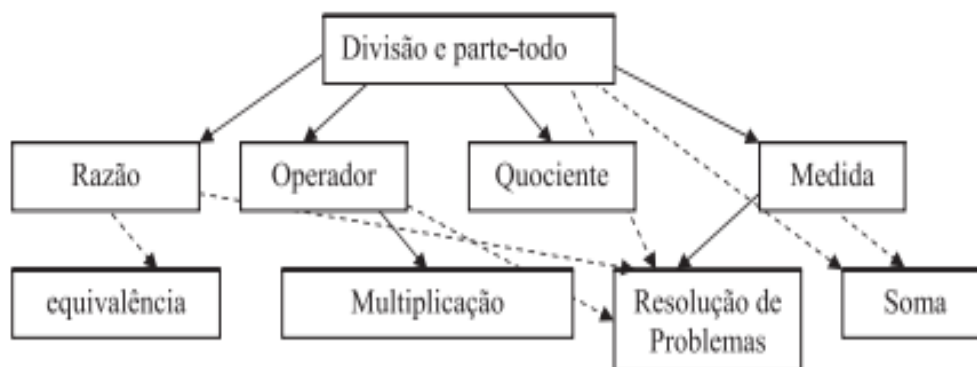 Divisão e parte-todo
Razão
Operador
Quociente
Medida
equivalência
Multiplicação
Resolução de
Problemas
Soma